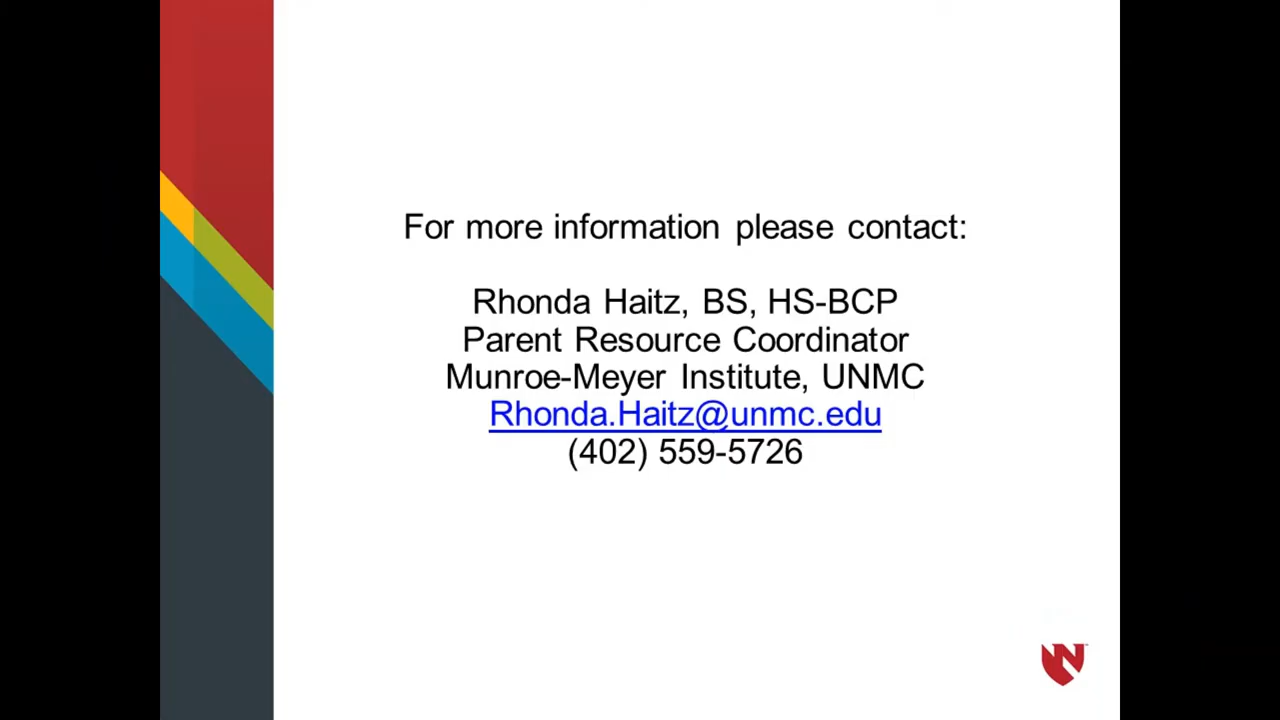 For more information please contact:
Rhonda Haitz, BS, HS-BCP
Parent Resource Coordinator
Munroe-Meyer Institute, UNMC
Rhonda.Haitz@unmc.edu
(402) 559-5726